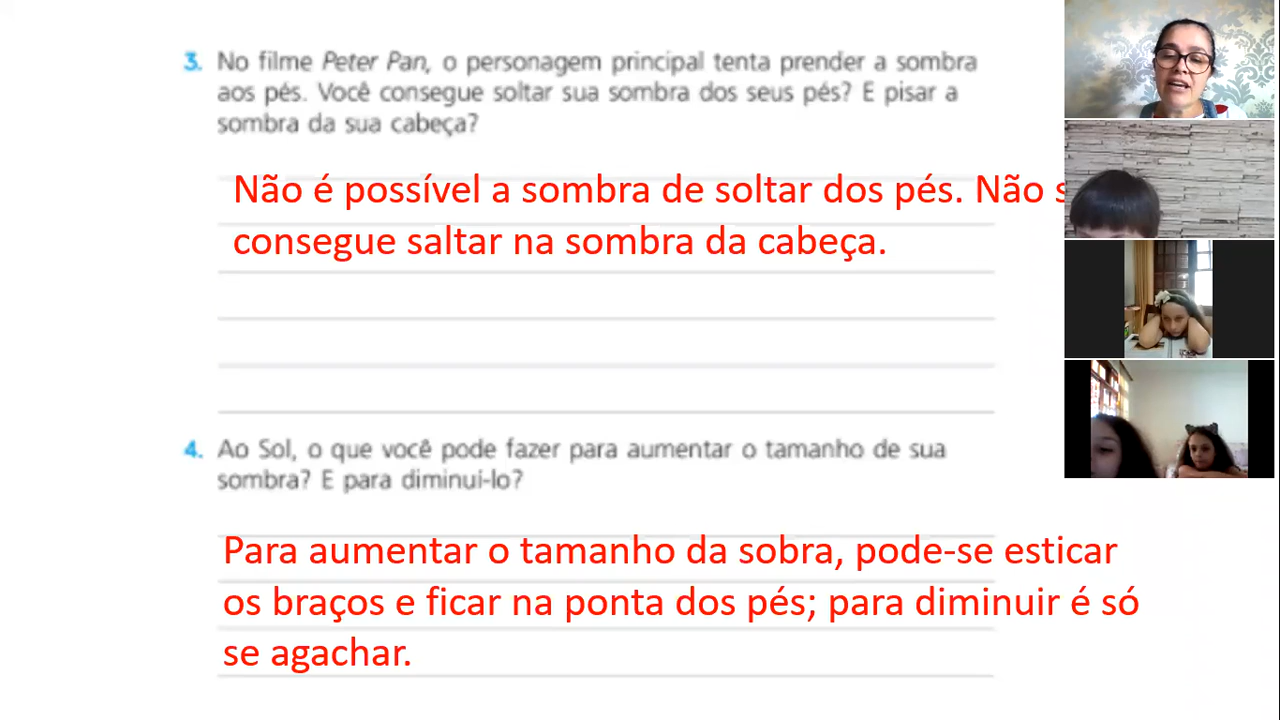 3. No filme Peter Pan, o personagem principal tenta prender a sombra
aos pés. Você consegue soltar sua sombra dos seus pés? E pisar a
sombra da sua cabeça?
Não é possível a sombra de soltar dos pés. Não
consegue saltar na sombra da cabeça.
4. Ao Sol, o que você pode fazer para aumentar o tamanho de sua
sombra? E para diminuí-lo?
Para aumentar o tamanho da sobra, pode-se esticar
os braços e ficar na ponta dos pés; para diminuir é só
se agachar.